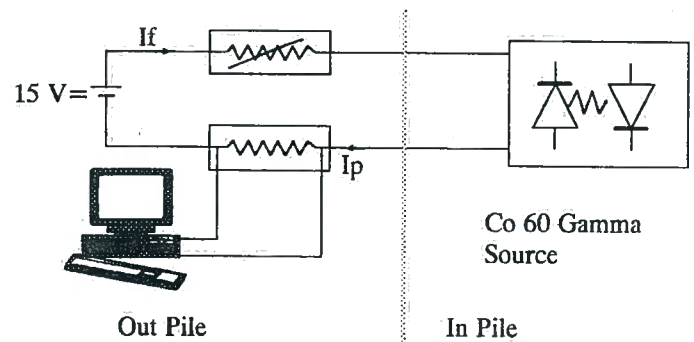 If
15 V=
Ip
Co 60 Gamma
Source
Out Pile
In Pile